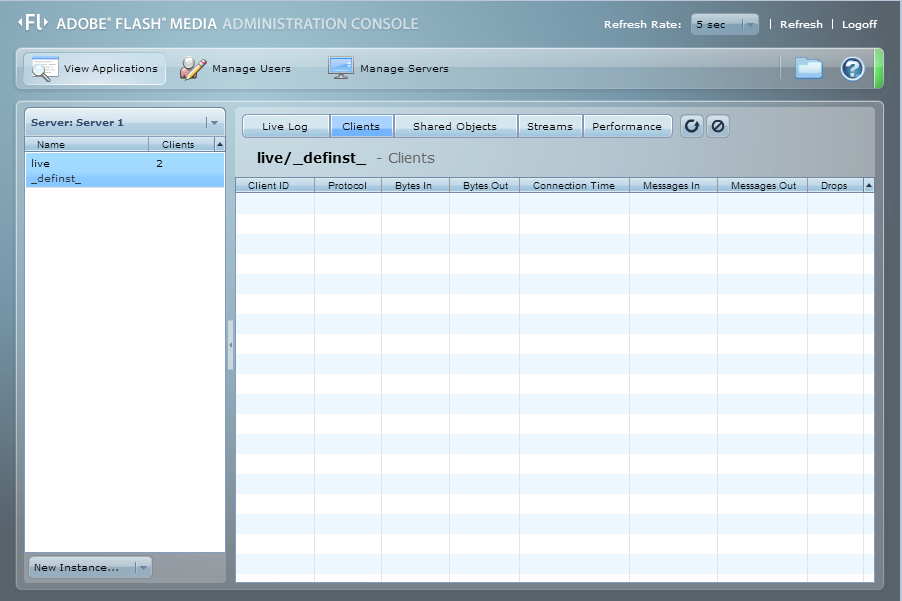 Fl ADOBE® FLASH® MEDIA ADMINISTRATION CONSOLE
Refresh Rate: 5 sec | Refresh | Logoff
View Applications Manage Users Manage Servers ?
Server: Server 1
Name Clients
live 2
_definst_
New Instance...
Live Log Clients Shared Objects Streams Performance
live/_definst_ - Clients
Client ID Protocol Bytes In Bytes Out Connection Time Messages In Messages Out Drops